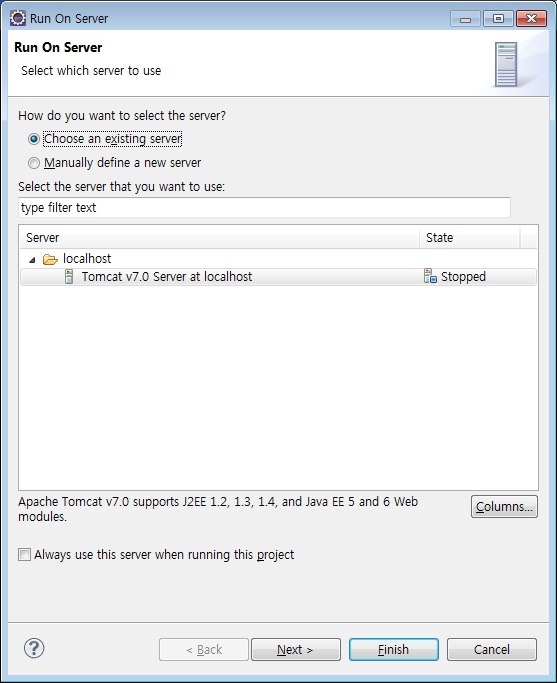 Run On Server
Run On Server
Select which server to use
How do you want to select the server?
Choose an existing server
Manually define a new server
Select the server that you want to use:
type filter text
Server State
localhost
Tomcat v7.0 Server at localhost Stopped
Apache Tomcat v7.0 supports J2EE 1.2, 1.3, 1.4, and Java EE 5 and 6 Web
modules.
Columns...
Always use this server when running this project
? < Back Next > Finish Cancel